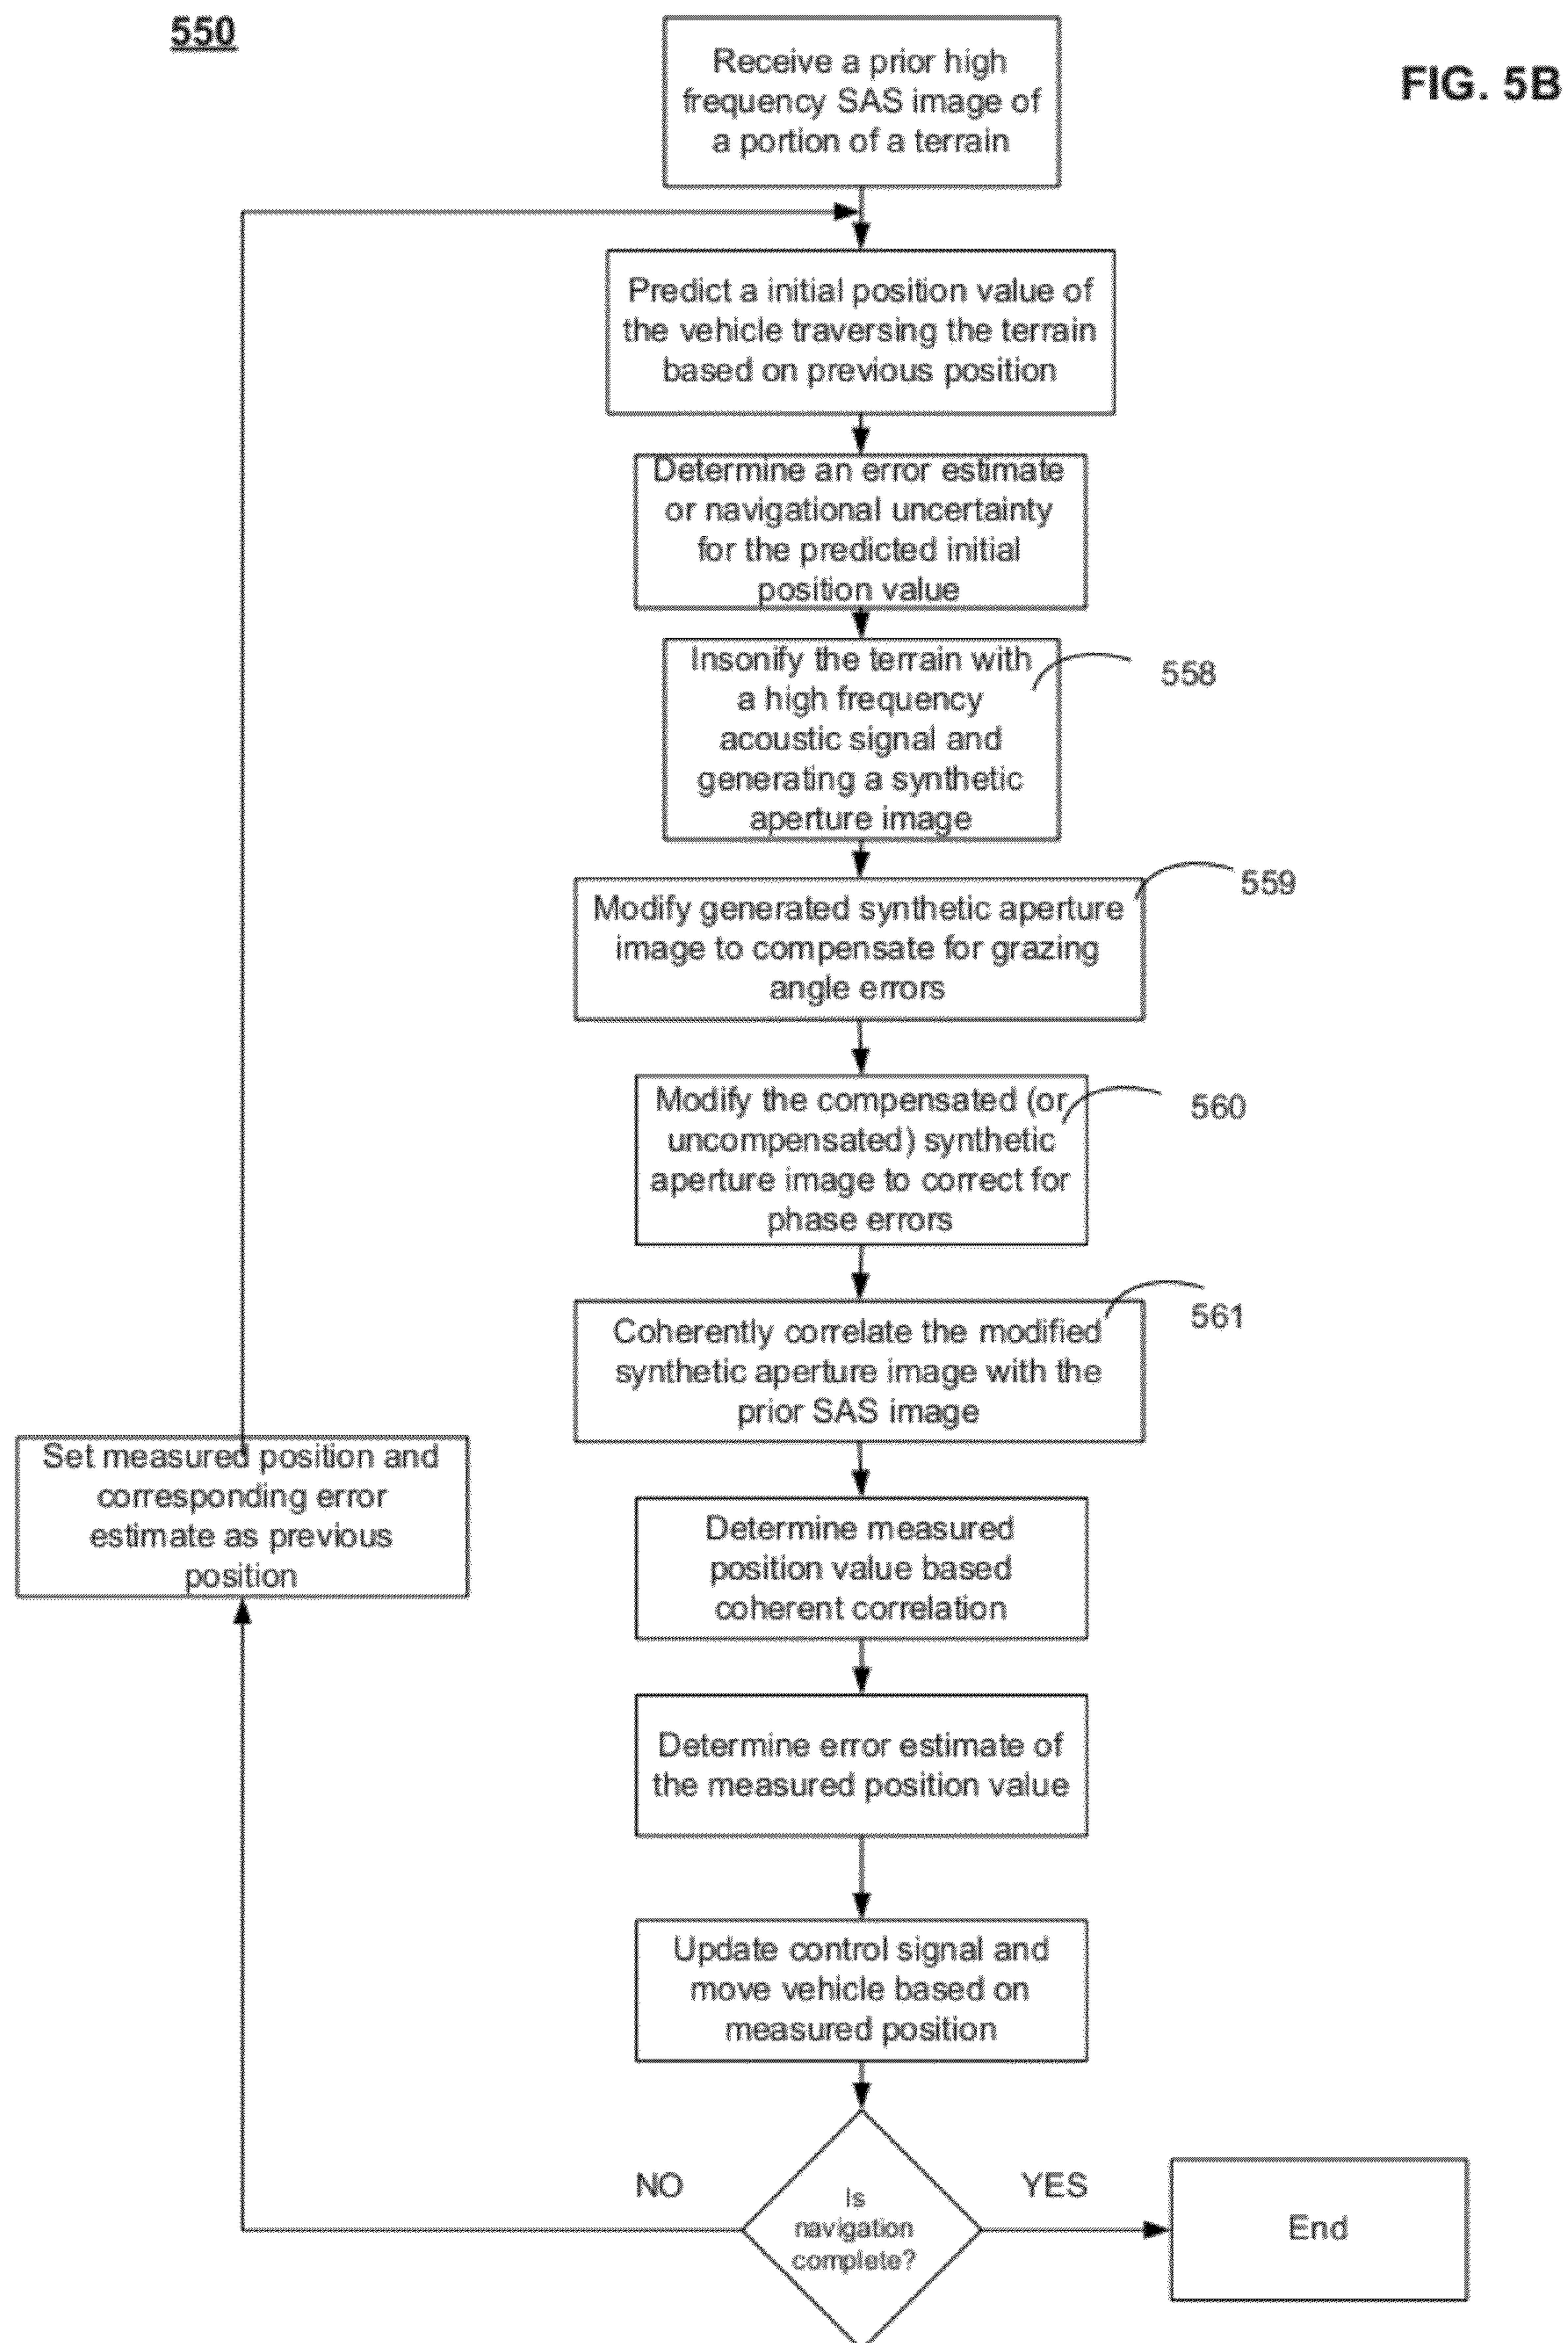 550
FIG. 5B
Receive a prior high
frequency SAS image of
a portion of a terrain
Predict a initial position value of
the vehicle traversing the terrain
based on previous position
Determine an error estimate
or navigational uncertainty
for the predicted initial
position value
Insonify the terrain with
a high frequency
acoustic signal and
generating a synthetic
aperture image
558
Modify generated synthetic aperture
image to compensate for grazing
angle errors
559
Modify the compensated (or
uncompensated) synthetic
aperture image to correct for
phase errors
560
Coherently correlate the modified
synthetic aperture image with the
prior SAS image
561
Set measured position and
corresponding error
estimate as previous
position
Determine measured
position value based
coherent correlation
Determine error estimate of
the measured position value
Update control signal and
move vehicle based on
measured position
NO
YES
Is
navigation
complete?
End